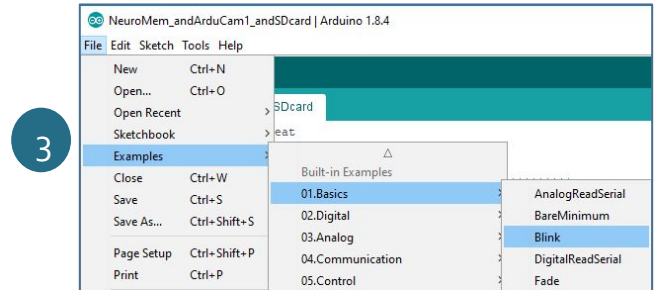 NeuroMem_andArduCam1_andSDcard | Arduino 1.8.4
File Edit Sketch Tools Help
New Ctrl+N
Open... Ctrl+O
Open Recent
SDcard
Sketchbook
eat
3
Examples
Close Ctrl+W
Save Ctrl+S
Save As... Ctrl+Shift+S
Page Setup Ctrl+Shift+P
Print Ctrl+P
Built-in Examples
01.Basics
02.Digital
03.Analog
04.Communication
05.Control
AnalogReadSerial
BareMinimum
Blink
DigitalReadSerial
Fade